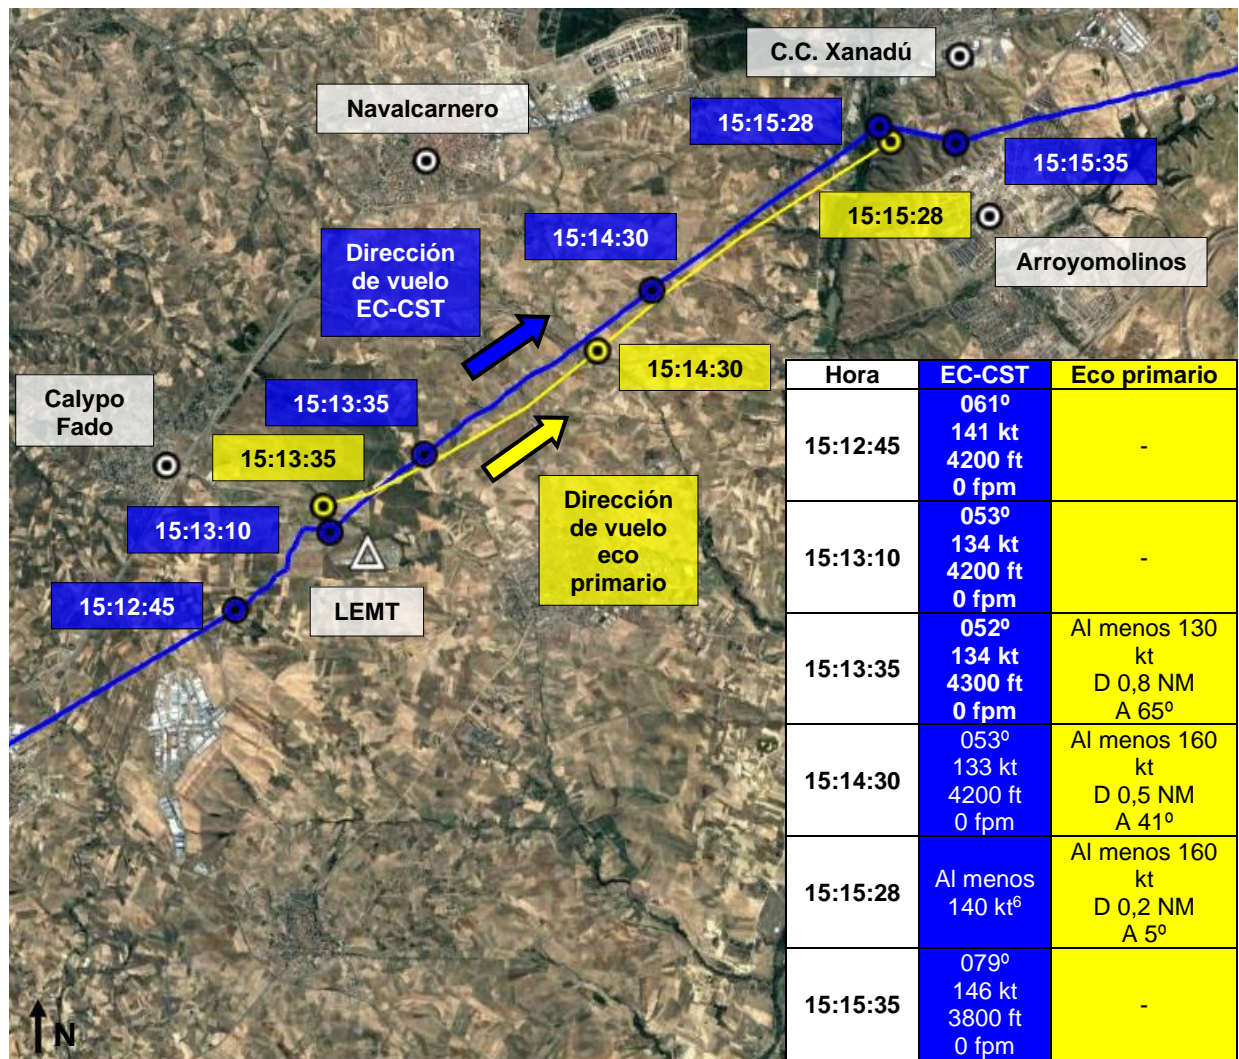 C.C. Xanadú
Navalcarnero
15:15:28
15:15:35
15:15:28
Dirección
de vuelo
EC-CST
15:14:30
Arroyomolinos
15:14:30
Calypo
Fado
15:13:35
15:13:35
Dirección
de vuelo
eco
primario
15:13:10
15:12:45
LEMT
N
Hora EC-CST Eco primario
15:12:45
061º
141 kt
4200 ft
0 fpm
-
15:13:10
053º
134 kt
4200 ft
0 fpm
-
15:13:35
052º
134 kt
4300 ft
0 fpm
Al menos 130
kt
D 0,8 NM
A 65º
15:14:30
053º
133 kt
4200 ft
0 fpm
Al menos 160
kt
D 0,5 NM
A 41º
15:15:28
Al menos
140 kt⁶
Al menos 160
kt
D 0,2 NM
A 5º
15:15:35
079º
146 kt
3800 ft
0 fpm
-